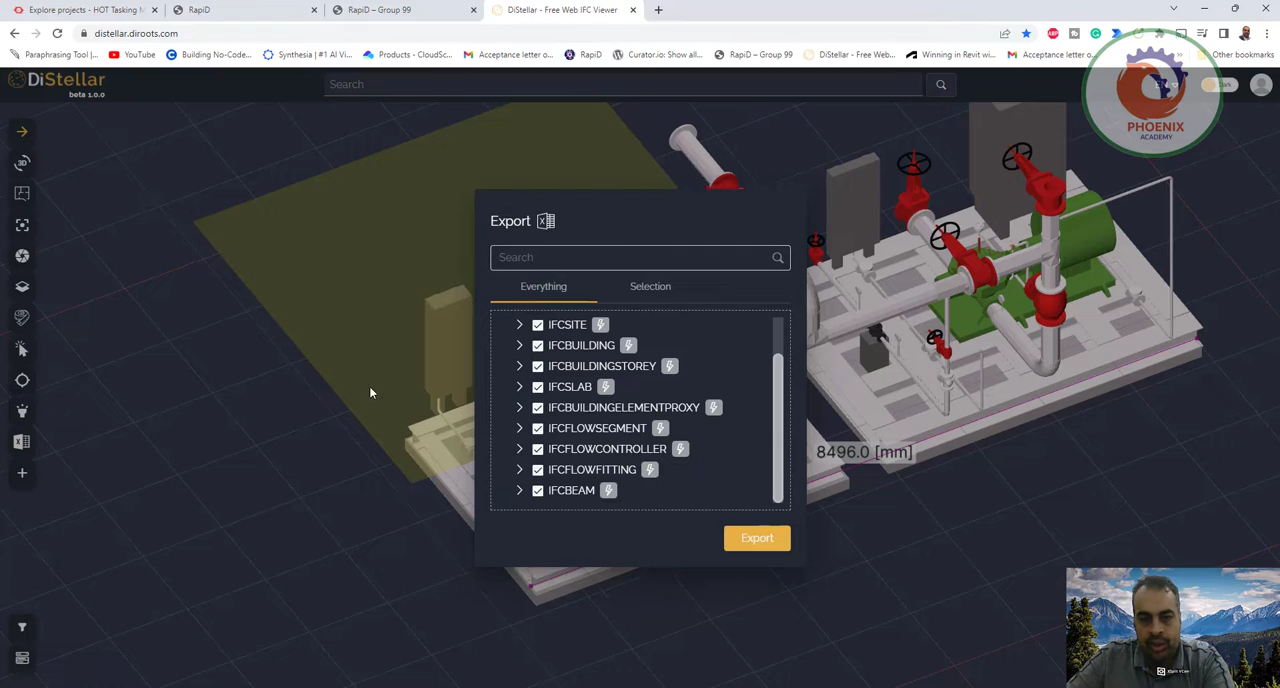 Explore projects - HOT Tasking M
RapiD
RapiD – Group 99
DiStellar - Free Web IFC Viewer
distellar.diroots.com
Paraphrasing Tool |...
YouTube
Building No-Code...
Synthesia | #1 AI Vi...
Products - CloudSc...
Acceptance letter o...
RapiD
Curator.io: Show all...
RapiD – Group 99
DiStellar - Free Web...
Winning in Revit wi...
Acceptance letter o...
Other bookmarks
DiStellar
beta 1.0.0
Search
EN
PHOENIX
ACADEMY
3D
Export
Search
Everything
Selection
IFCSITE
IFCBUILDING
IFCBUILDINGSTOREY
IFCSLAB
IFCBUILDINGELEMENTPROXY
IFCFLOWSEGMENT
IFCFLOWCONTROLLER
IFCFLOWFITTING
IFCBEAM
Export
8496.0 [mm]